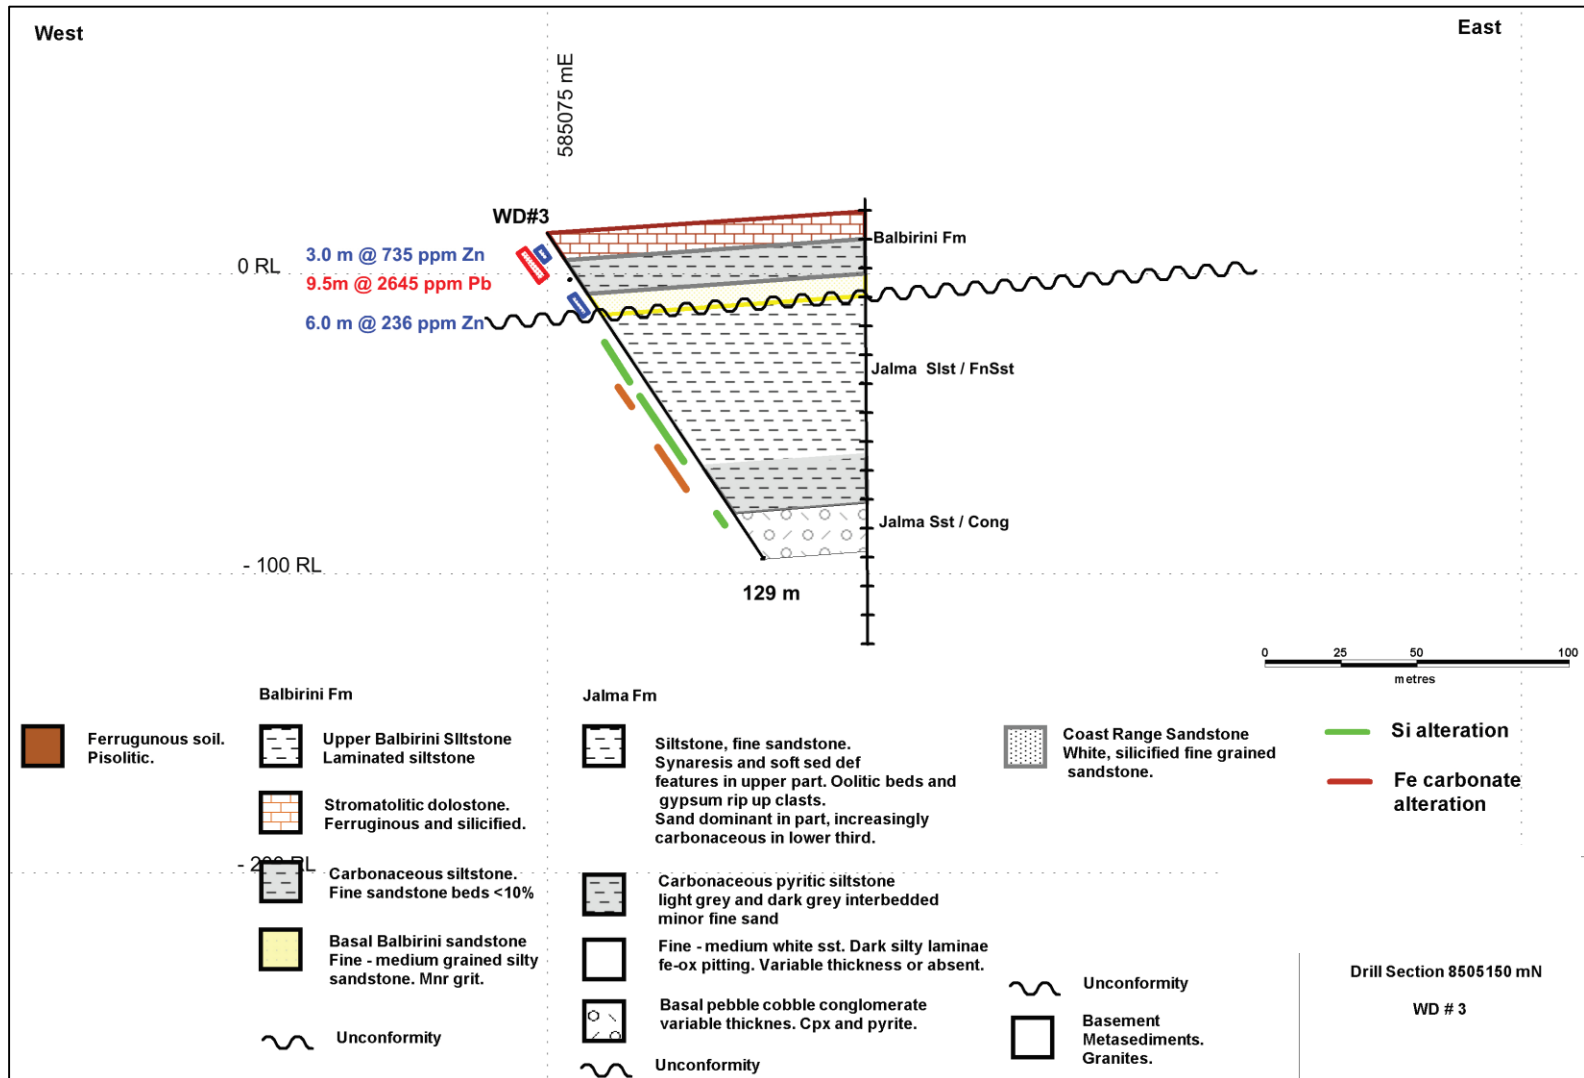 West
East
585075 mE
WD#3
3.0 m @ 735 ppm Zn
0 RL
9.5m @ 2645 ppm Pb
6.0 m @ 236 ppm Zn
Balbirini Fm
Jalma Slst / FnSst
Jalma Sst / Cong
- 100 RL
129 m
0 25 50 100
metres
Balbirini Fm
Ferrugunous soil.
Pisolitic.
Upper Balbirini SIltstone
Laminated siltstone
Stromatolitic dolostone.
Ferruginous and silicified.
- 200 RL
Carbonaceous siltstone.
Fine sandstone beds <10%
Basal Balbirini sandstone
Fine - medium grained silty
sandstone. Mnr grit.
Unconformity
Jalma Fm
Siltstone, fine sandstone.
Synaresis and soft sed def
features in upper part. Oolitic beds and
gypsum rip up clasts.
Sand dominant in part, increasingly
carbonaceous in lower third.
Carbonaceous pyritic siltstone
light grey and dark grey interbedded
minor fine sand
Fine - medium white sst. Dark silty laminae
fe-ox pitting. Variable thickness or absent.
Basal pebble cobble conglomerate
variable thicknes. Cpx and pyrite.
Unconformity
Coast Range Sandstone
White, silicified fine grained
sandstone.
Unconformity
Basement
Metasediments.
Granites.
Si alteration
Fe carbonate
alteration
Drill Section 8505150 mN
WD # 3